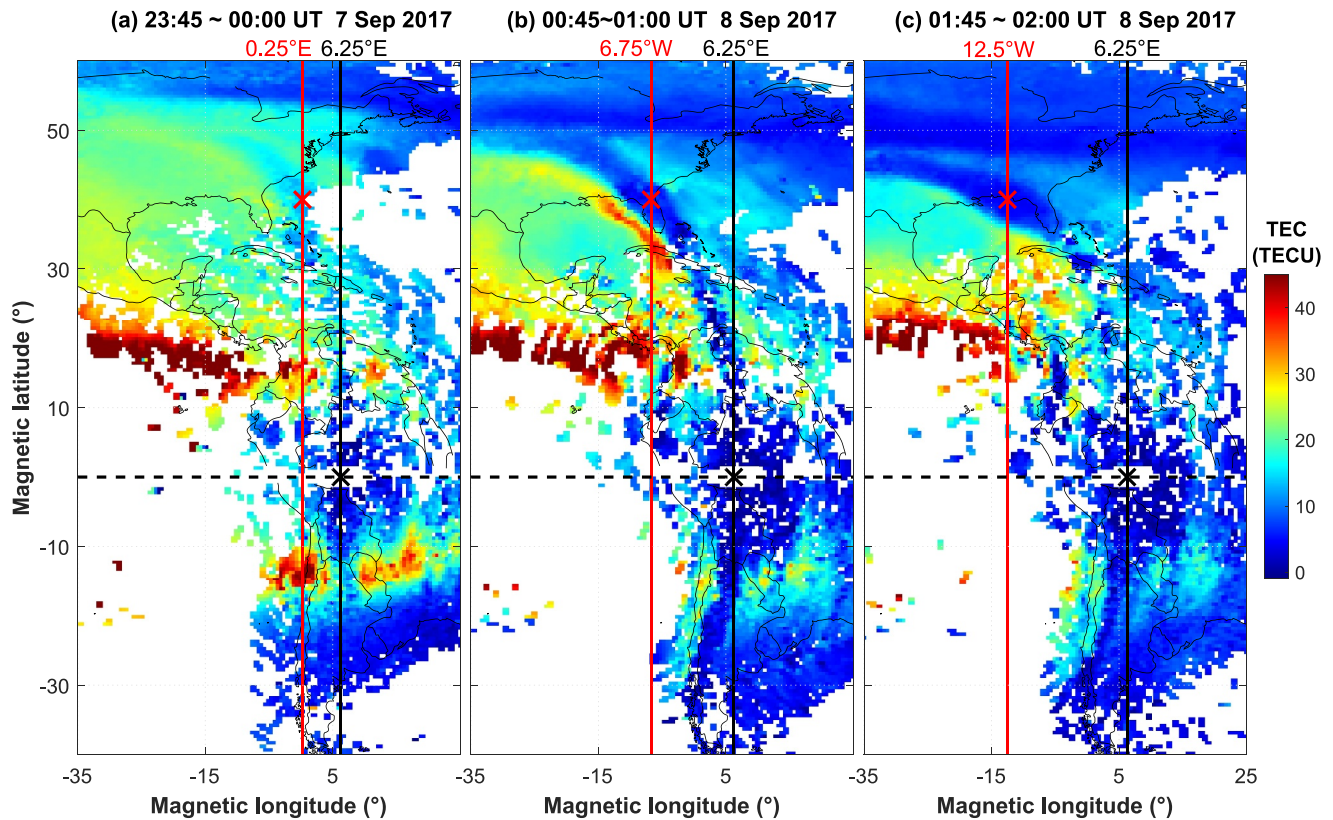 (a) 23:45 ~ 00:00 UT 7 Sep 2017
(b) 00:45~01:00 UT 8 Sep 2017
(c) 01:45 ~ 02:00 UT 8 Sep 2017
0.25°E 6.25°E
6.75°W 6.25°E
12.5°W 6.25°E
Magnetic latitude (°)
50
30
10
-10
-30
-35 -15 5
-35 -15 5
-35 -15 5 25
Magnetic longitude (°)
Magnetic longitude (°)
Magnetic longitude (°)
TEC
(TECU)
40
30
20
10
0